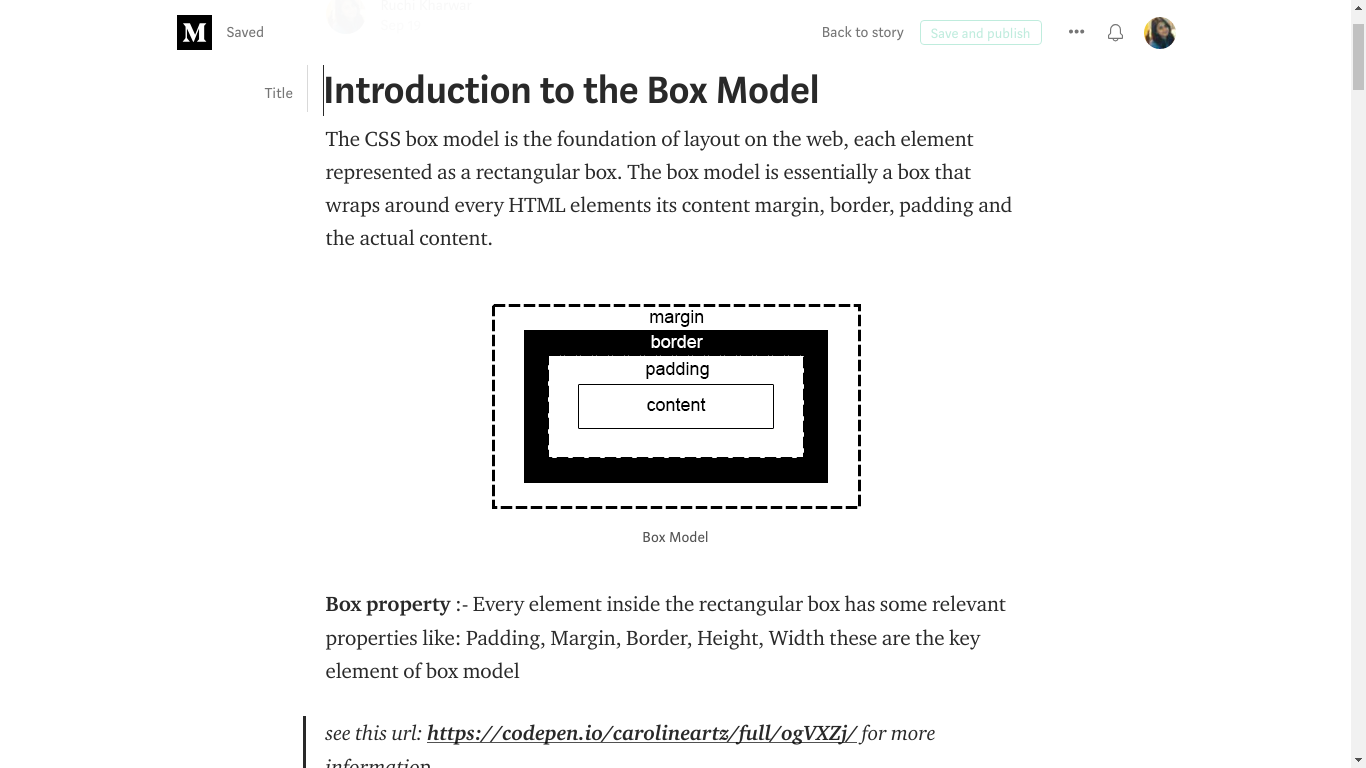 M Saved Back to story Save and publish
Title
Introduction to the Box Model
The CSS box model is the foundation of layout on the web, each element
represented as a rectangular box. The box model is essentially a box that
wraps around every HTML elements its content margin, border, padding and
the actual content.
margin
border
padding
content
Box Model
Box property :- Every element inside the rectangular box has some relevant
properties like: Padding, Margin, Border, Height, Width these are the key
element of box model
see this url: https://codepen.io/carolineartz/full/ogVXZj/ for more
information